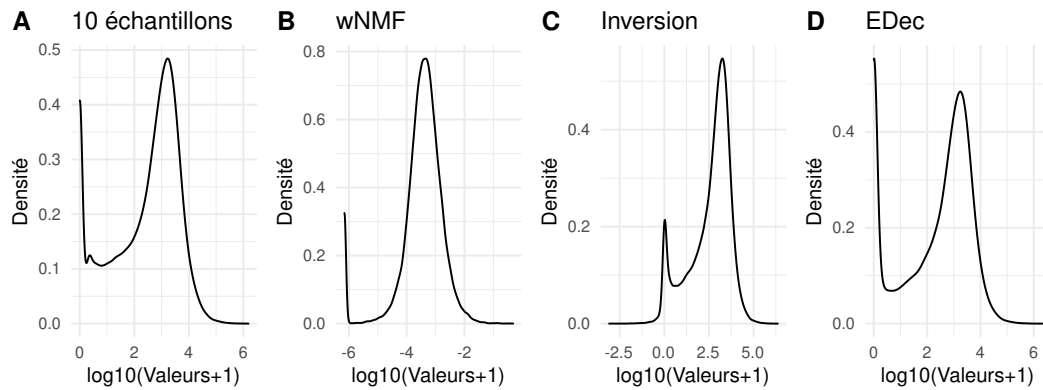 A 10 échantillons
0.5
0.4
0.3
0.2
0.1
0.0
Densité
0 2 4 6
log10(Valeurs+1)
B wNMF
0.8
0.6
0.4
0.2
0.0
Densité
-6 -4 -2
log10(Valeurs+1)
C Inversion
0.4
0.2
0.0
Densité
-2.5 0.0 2.5 5.0
log10(Valeurs+1)
D EDec
0.4
0.2
0.0
Densité
0 2 4 6
log10(Valeurs+1)